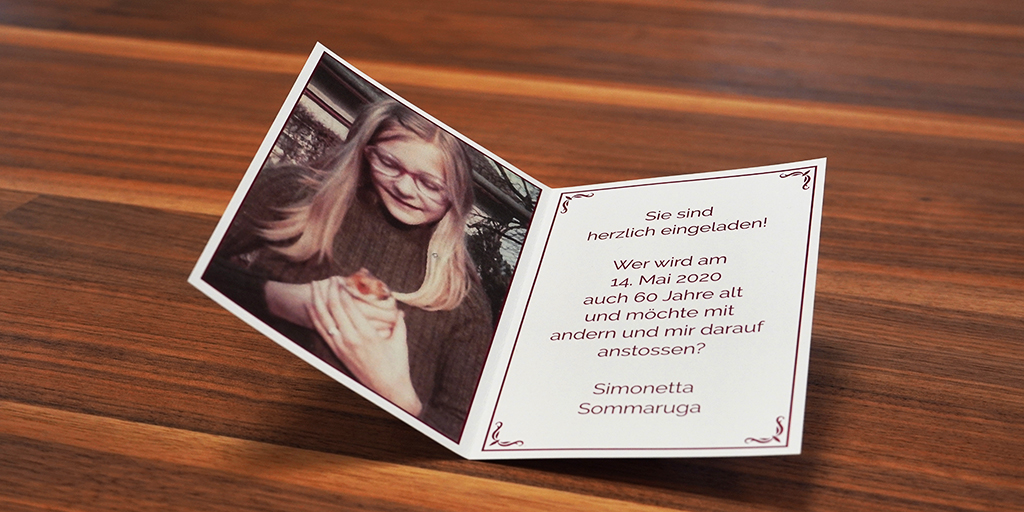 Sie sind
herzlich eingeladen!
Wer wird am
14. Mai 2020
auch 60 Jahre alt
und möchte mit
andern und mir darauf
anstossen?
Simonetta
Sommaruga